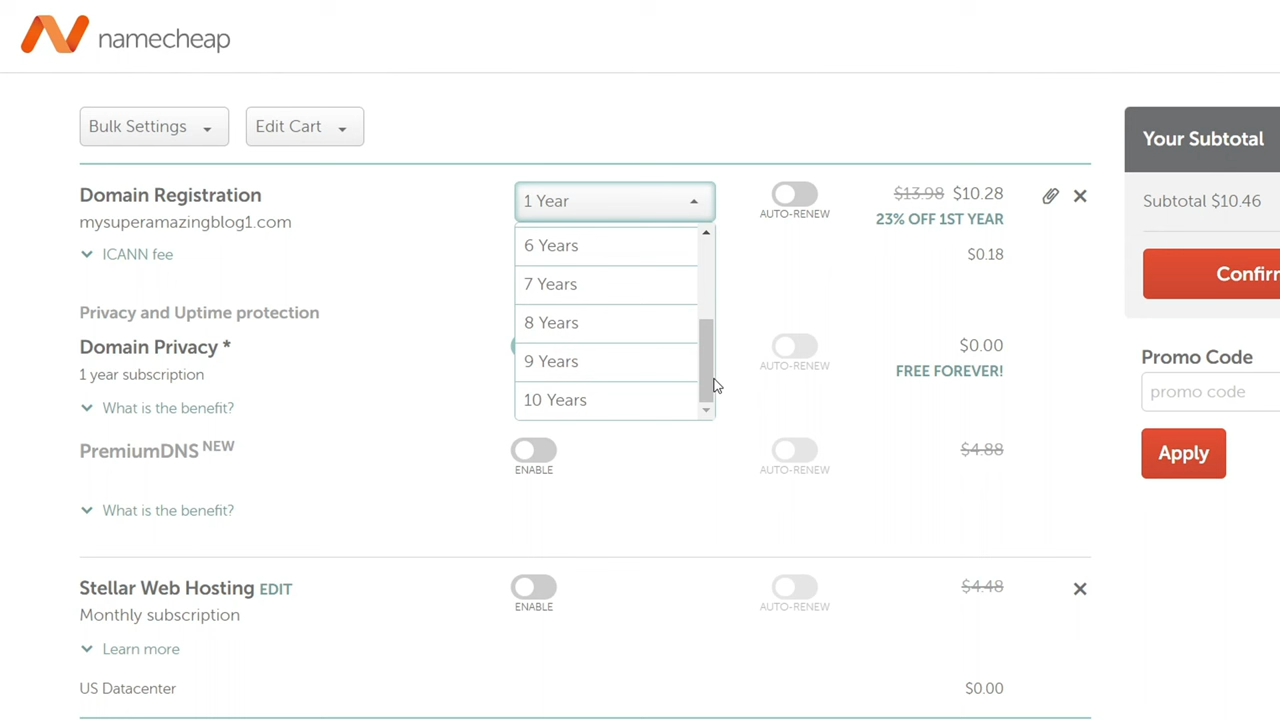 namecheap
Bulk Settings
Edit Cart
Your Subtotal
Domain Registration
mysuperamazingblog1.com
ICANN fee
1 Year
6 Years
7 Years
8 Years
9 Years
10 Years
AUTO-RENEW
$13.98 $10.28
23% OFF 1ST YEAR
$0.18
Subtotal $10.46
Confirm
Privacy and Uptime protection
Domain Privacy *
1 year subscription
What is the benefit?
AUTO-RENEW
$0.00
FREE FOREVER!
Promo Code
promo code
Apply
PremiumDNS NEW
ENABLE
AUTO-RENEW
$4.88
What is the benefit?
Stellar Web Hosting EDIT
Monthly subscription
ENABLE
AUTO-RENEW
$4.48
Learn more
US Datacenter
$0.00